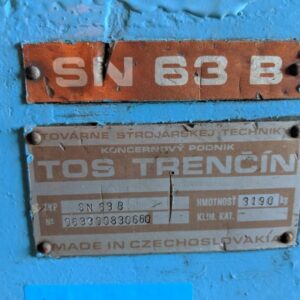 SN 63 B
TOVÁRNE STROJÁRSKEJ TECHNIKY
KONCERNOVÝ PODNIK
TOS TRENČÍN
TYP SN 63 B HMOTNOSŤ 3190 kg
№ KLIM. KAT.
MADE IN CZECHOSLOVAKIA